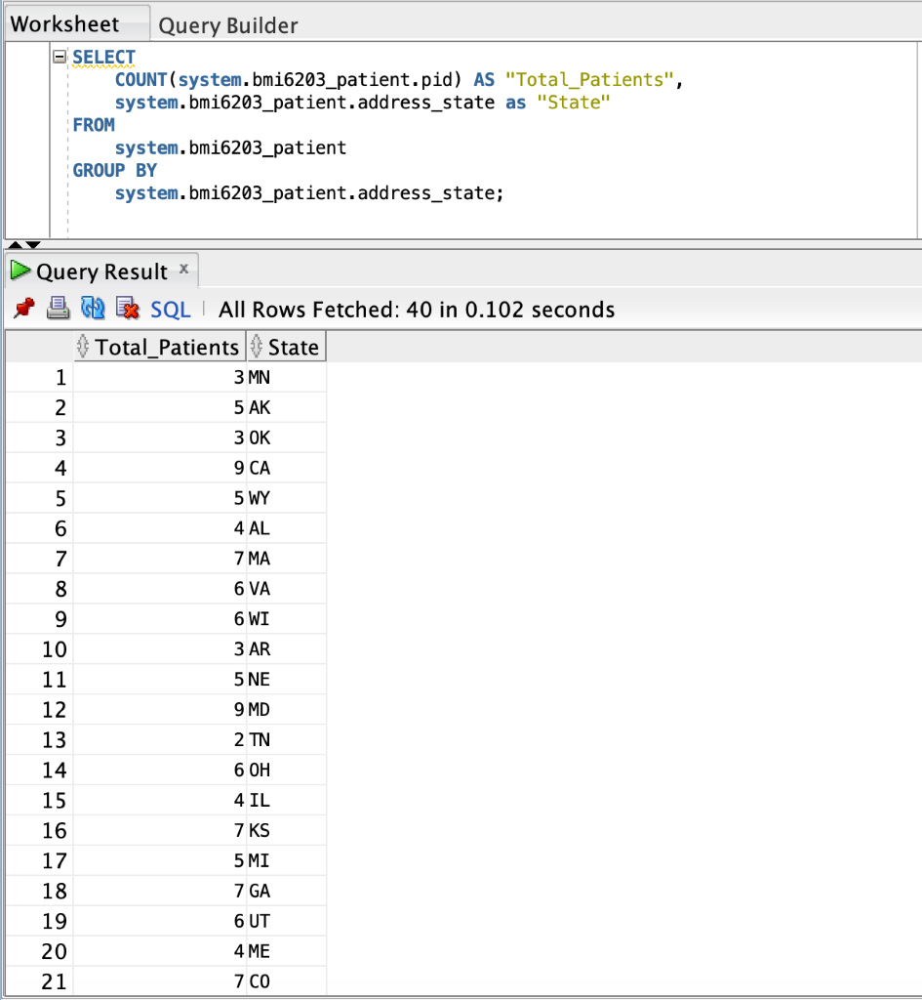 Worksheet Query Builder
SELECT
COUNT(system.bmi6203_patient.pid) AS "Total_Patients",
system.bmi6203_patient.address_state as "State"
FROM
system.bmi6203_patient
GROUP BY
system.bmi6203_patient.address_state;
Query Result x
SQL All Rows Fetched: 40 in 0.102 seconds
Total_Patients State
1 3 MN
2 5 AK
3 3 OK
4 9 CA
5 5 WY
6 4 AL
7 7 MA
8 6 VA
9 6 WI
10 3 AR
11 5 NE
12 9 MD
13 2 TN
14 6 OH
15 4 IL
16 7 KS
17 5 MI
18 7 GA
19 6 UT
20 4 ME
21 7 CO